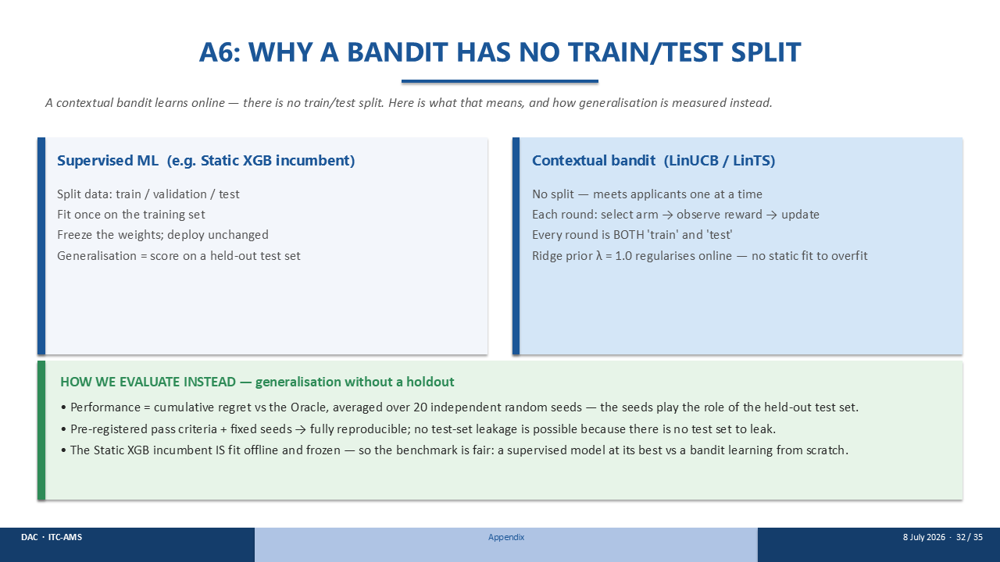 A6: WHY A BANDIT HAS NO TRAIN/TEST SPLIT
A contextual bandit learns online — there is no train/test split. Here is what that means, and how generalisation is measured instead.
Supervised ML (e.g. Static XGB incumbent)
Split data: train / validation / test
Fit once on the training set
Freeze the weights; deploy unchanged
Generalisation = score on a held-out test set
Contextual bandit (LinUCB / LinTS)
No split — meets applicants one at a time
Each round: select arm → observe reward → update
Every round is BOTH 'train' and 'test'
Ridge prior λ = 1.0 regularises online — no static fit to overfit
HOW WE EVALUATE INSTEAD — generalisation without a holdout
• Performance = cumulative regret vs the Oracle, averaged over 20 independent random seeds — the seeds play the role of the held-out test set.
• Pre-registered pass criteria + fixed seeds → fully reproducible; no test-set leakage is possible because there is no test set to leak.
• The Static XGB incumbent IS fit offline and frozen — so the benchmark is fair: a supervised model at its best vs a bandit learning from scratch.
DAC · ITC-AMS
Appendix
8 July 2026 · 32 / 35